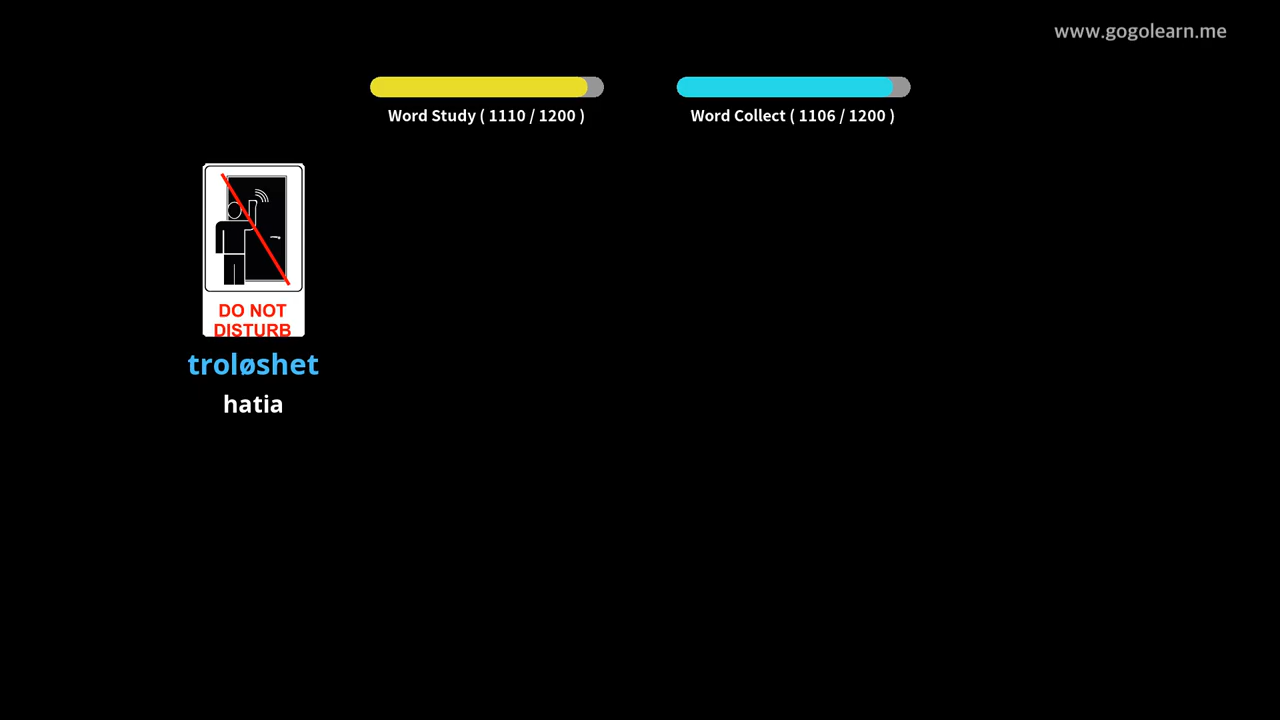 www.gogolearn.me
Word Study ( 1110 / 1200 )
Word Collect ( 1106 / 1200 )
DO NOT
DISTURB
troløshet
hatia